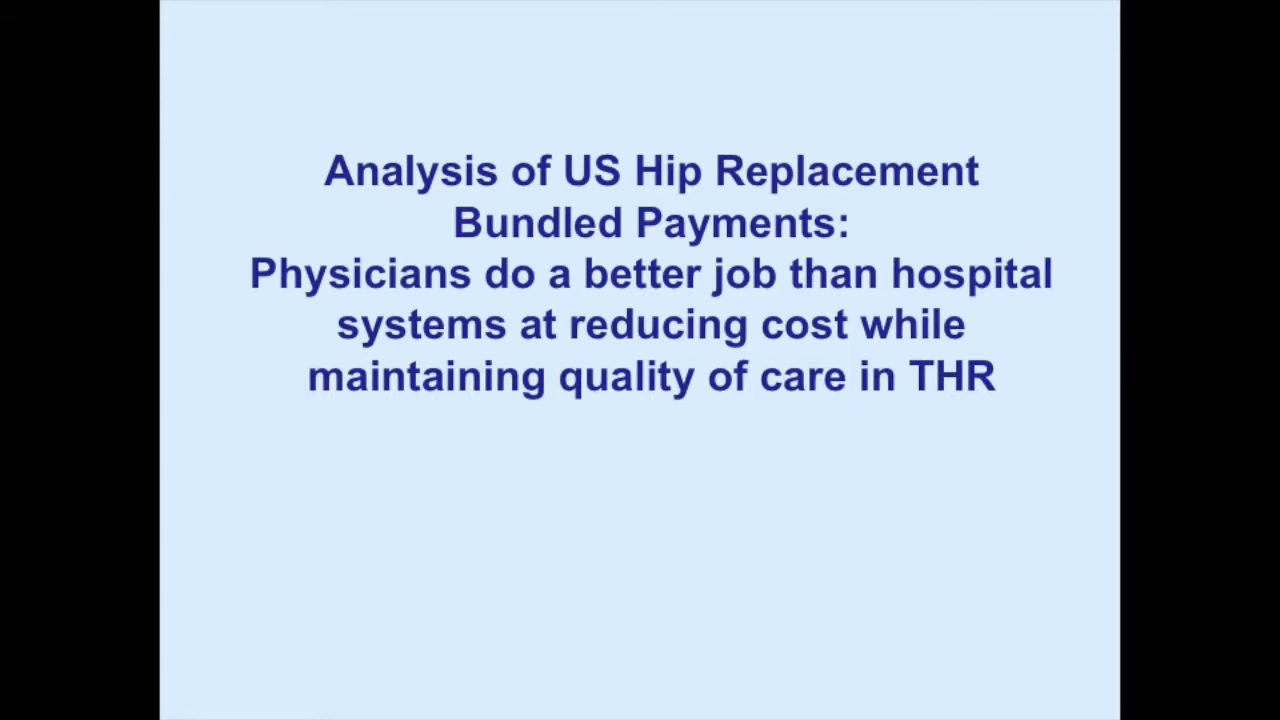 Analysis of US Hip Replacement
Bundled Payments:
Physicians do a better job than hospital
systems at reducing cost while
maintaining quality of care in THR